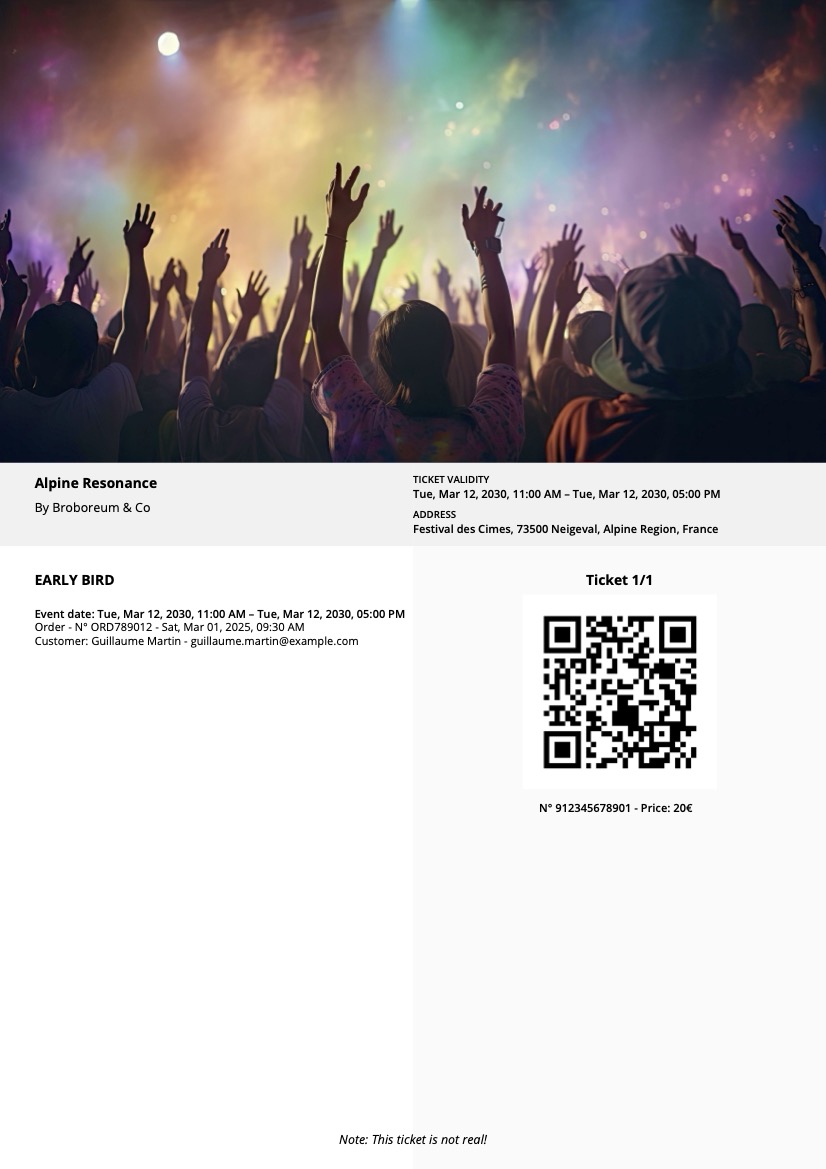 Alpine Resonance
By Broboreum & Co
TICKET VALIDITY
Tue, Mar 12, 2030, 11:00 AM – Tue, Mar 12, 2030, 05:00 PM
ADDRESS
Festival des Cimes, 73500 Neigeval, Alpine Region, France
EARLY BIRD
Event date: Tue, Mar 12, 2030, 11:00 AM – Tue, Mar 12, 2030, 05:00 PM
Order - N° ORD789012 - Sat, Mar 01, 2025, 09:30 AM
Customer: Guillaume Martin - guillaume.martin@example.com
Ticket 1/1
N° 912345678901 - Price: 20€
Note: This ticket is not real!